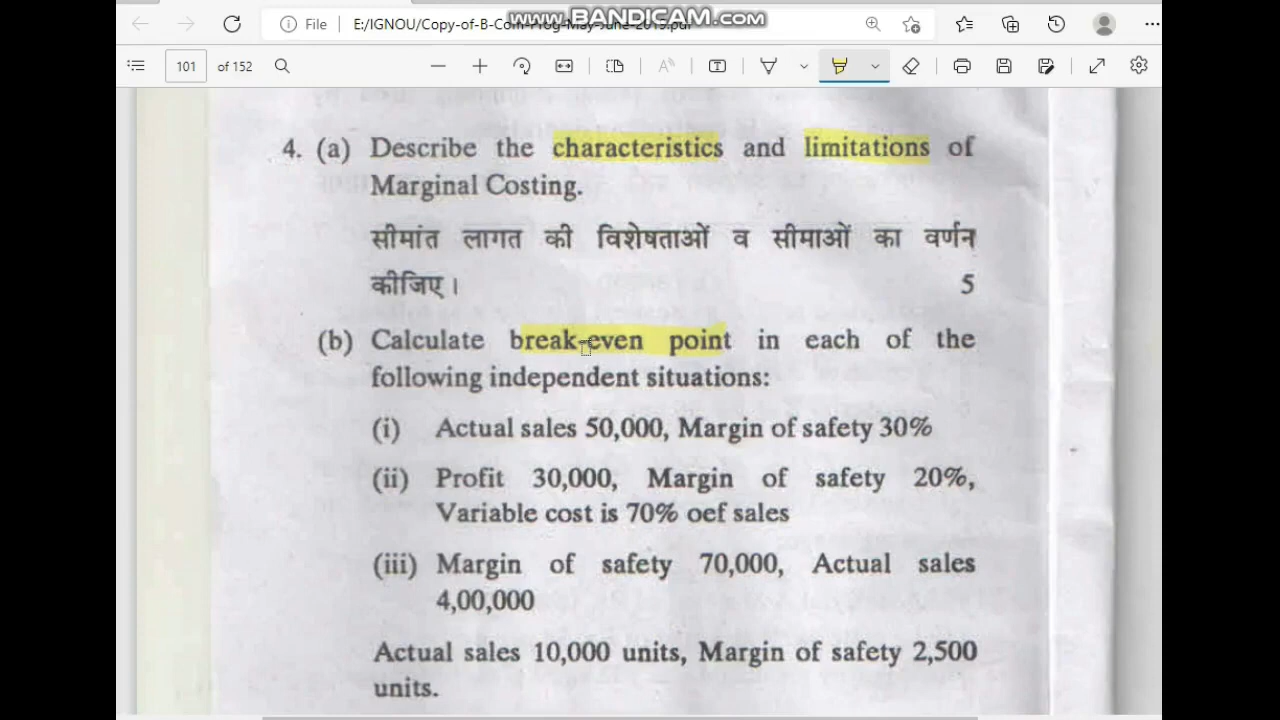 www.BANDICAM.com
File E:/IGNOU/Copy-of-B-Com-Prog-May-June-2019.pdf
101 of 152
4. (a) Describe the characteristics and limitations of
Marginal Costing.
सीमांत लागत की विशेषताओं व सीमाओं का वर्णन
कीजिए। 5
(b) Calculate break-even point in each of the
following independent situations:
(i) Actual sales 50,000, Margin of safety 30%
(ii) Profit 30,000, Margin of safety 20%,
Variable cost is 70% oef sales
(iii) Margin of safety 70,000, Actual sales
4,00,000
Actual sales 10,000 units, Margin of safety 2,500
units.